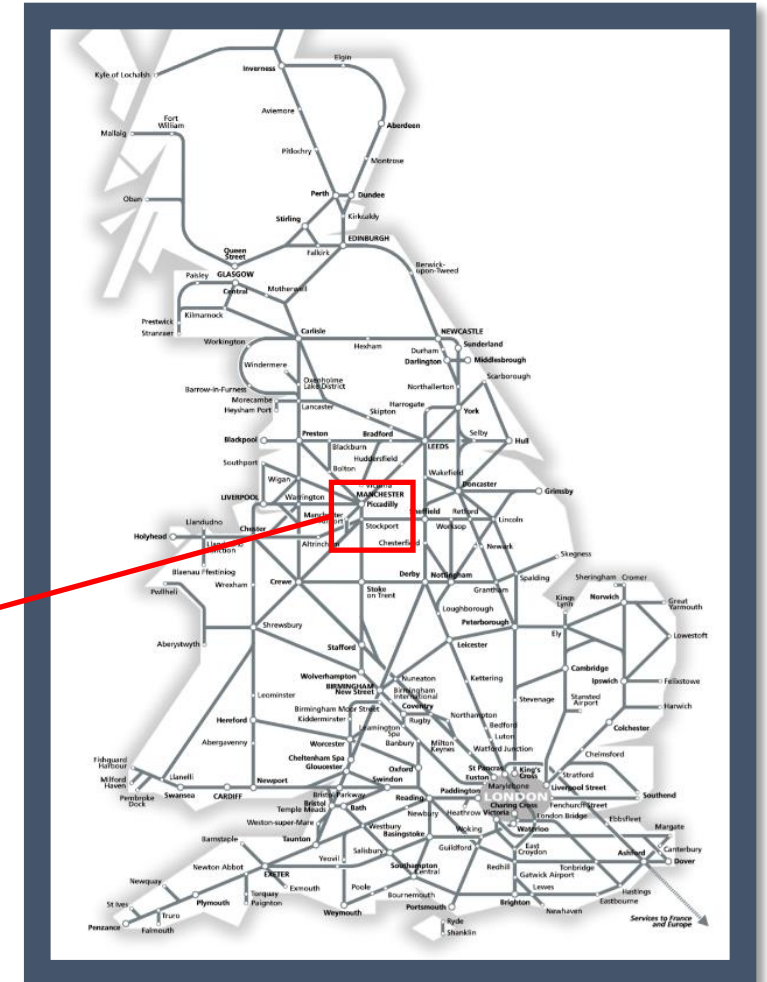 Elgin
Inverness
Kyle of Lochalsh
Aviemore
Fort
William
Mallaig
Aberdeen
Pitlochry
Montrose
Perth
Dundee
Oban
Stirling
Kirkcaldy
EDINBURGH
Queen
Street
Falkirk
Berwick-
upon-Tweed
Paisley
GLASGOW
Central
Motherwell
Prestwick
Kilmarnock
Stranraer
Carlisle
NEWCASTLE
Workington
Hexham
Sunderland
Durham
Darlington
Middlesbrough
Windermere
Scarborough
Oxenholme
Lake District
Northallerton
Barrow-in-Furness
Morecambe
Heysham Port
Lancaster
Harrogate
York
Skipton
Blackpool
Preston
Bradford
Selby
Blackburn
LEEDS
Hull
Huddersfield
Southport
Bolton
Wakefield
Wigan
Doncaster
Victoria
MANCHESTER
Piccadilly
Grimsby
LIVERPOOL
Warrington
Manchester
Sheffield
Retford
Lincoln
Llandudno
Chester
Stockport
Worksop
Holyhead
Llandudno
Junction
Altrincham
Chesterfield
Newark
Skegness
Blaenau Ffestiniog
Wrexham
Crewe
Stoke
on Trent
Derby
Nottingham
Grantham
Spalding
Sheringham
Cromer
Pwllheli
Kings
Lynn
Norwich
Great
Yarmouth
Loughborough
Aberystwyth
Shrewsbury
Peterborough
Ely
Lowestoft
Stafford
Leicester
Wolverhampton
Nuneaton
Cambridge
BIRMINGHAM
New Street
Birmingham
International
Kettering
Ipswich
Felixstowe
Leominster
Birmingham Moor Street
Coventry
Stevenage
Stansted
Airport
Harwich
Kidderminster
Rugby
Northampton
Hereford
Leamington
Spa
Bedford
Colchester
Worcester
Banbury
Milton
Keynes
Luton
Abergavenny
Watford Junction
Chelmsford
Cheltenham Spa
Gloucester
Oxford
St Pancras
King's
Cross
Fishguard
Harbour
Euston
Stratford
Milford
Haven
Llanelli
Swindon
Paddington
Marylebone
Liverpool Street
Pembroke
Dock
Swansea
CARDIFF
Newport
Bristol Parkway
Reading
LONDON
Southend
Bristol
Temple Meads
Bath
Charing Cross
Fenchurch Street
Newbury
Heathrow
Victoria
London Bridge
Ebbsfleet
Weston-super-Mare
Westbury
Waterloo
Margate
Barnstaple
Taunton
Basingstoke
Woking
East
Croydon
Canterbury
Salisbury
Guildford
Ashford
Dover
Newton Abbot
Yeovil
Southampton
Central
Redhill
Tonbridge
Gatwick Airport
Newquay
EXETER
Exmouth
Poole
Lewes
Hastings
Torquay
Paignton
Bournemouth
Eastbourne
St Ives
Plymouth
Weymouth
Portsmouth
Brighton
Newhaven
Truro
Penzance
Falmouth
Ryde
Shanklin
Services to France
and Europe